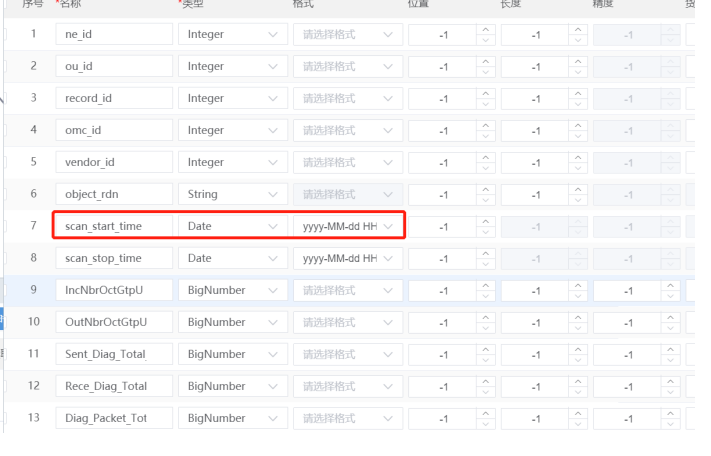 序号 *名称 *类型 格式 位置 长度 精度
1 ne_id Integer 请选择格式 -1 -1 -1
2 ou_id Integer 请选择格式 -1 -1 -1
3 record_id Integer 请选择格式 -1 -1 -1
4 omc_id Integer 请选择格式 -1 -1 -1
5 vendor_id Integer 请选择格式 -1 -1 -1
6 object_rdn String 请选择格式 -1 -1 -1
7 scan_start_time Date yyyy-MM-dd HH -1 -1 -1
8 scan_stop_time Date yyyy-MM-dd HH -1 -1 -1
9 IncNbrOctGtpU BigNumber 请选择格式 -1 -1 -1
10 OutNbrOctGtpU BigNumber 请选择格式 -1 -1 -1
11 Sent_Diag_Total_ BigNumber 请选择格式 -1 -1 -1
12 Rece_Diag_Total BigNumber 请选择格式 -1 -1 -1
13 Diag_Packet_Tot BigNumber 请选择格式 -1 -1 -1